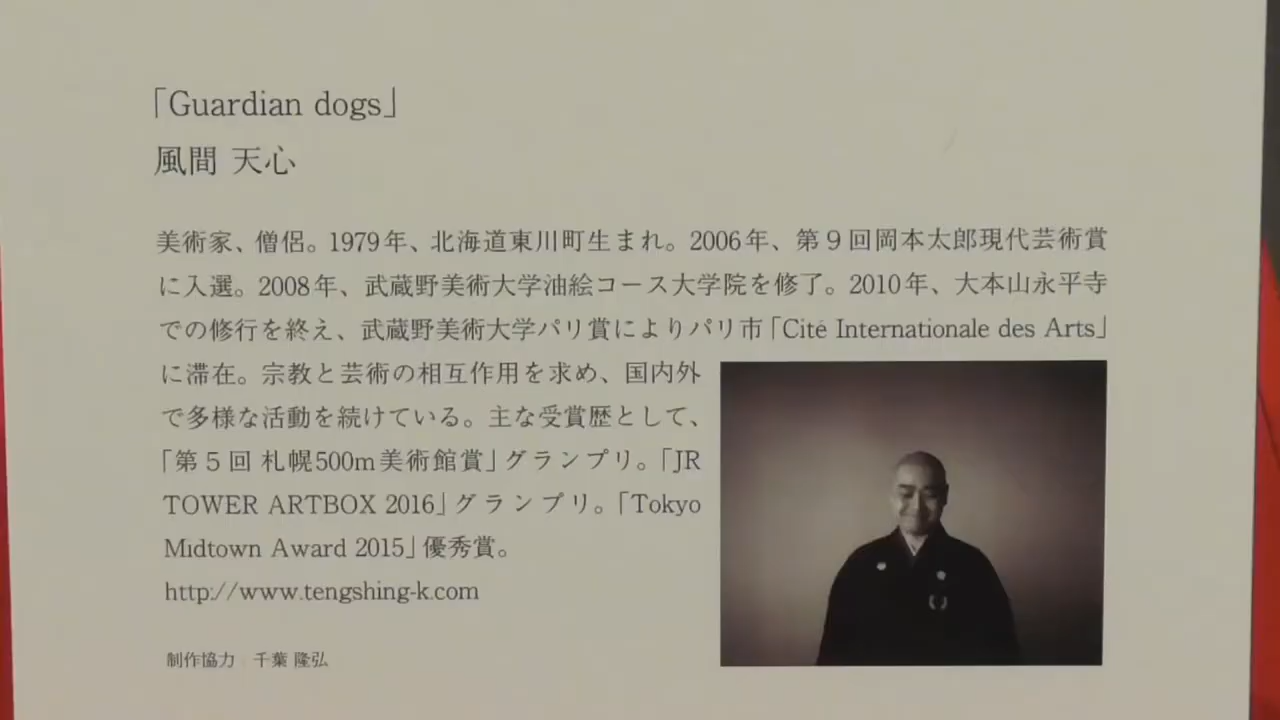 「Guardian dogs」
風間 天心
美術家、僧侶。1979年、北海道東川町生まれ。2006年、第９回岡本太郎現代芸術賞
に入選。2008年、武蔵野美術大学油絵コース大学院を修了。2010年、大本山永平寺
での修行を終え、武蔵野美術大学パリ賞によりパリ市「Cité Internationale des Arts」
に滞在。宗教と芸術の相互作用を求め、国内外
で多様な活動を続けている。主な受賞歴として、
「第５回 札幌500m美術館賞」グランプリ。「JR
TOWER ARTBOX 2016」グランプリ。「Tokyo
Midtown Award 2015」優秀賞。
http://www.tengshing-k.com
制作協力　千葉 隆弘